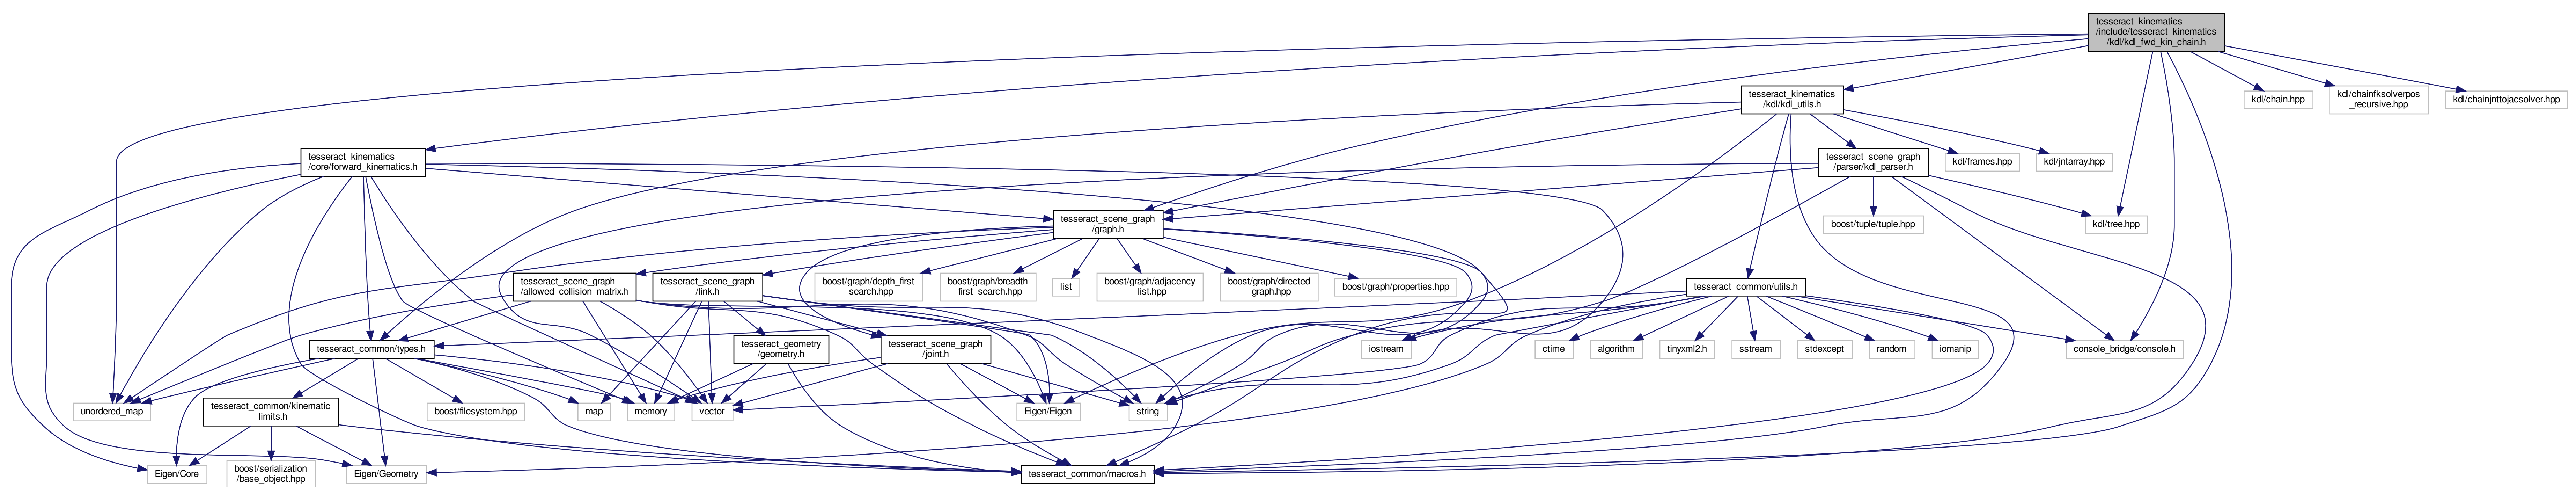 tesseract_kinematics
/include/tesseract_kinematics
/kdl/kdl_fwd_kin_chain.h
tesseract_kinematics
/kdl/kdl_utils.h
kdl/chain.hpp
kdl/chainfksolverpos
_recursive.hpp
kdl/chainjnttojacsolver.hpp
tesseract_kinematics
/core/forward_kinematics.h
tesseract_scene_graph
/parser/kdl_parser.h
kdl/frames.hpp
kdl/jntarray.hpp
tesseract_scene_graph
/graph.h
boost/tuple/tuple.hpp
kdl/tree.hpp
tesseract_scene_graph
/allowed_collision_matrix.h
tesseract_scene_graph
/link.h
boost/graph/depth_first
_search.hpp
boost/graph/breadth
_first_search.hpp
list
boost/graph/adjacency
_list.hpp
boost/graph/directed
_graph.hpp
boost/graph/properties.hpp
tesseract_common/utils.h
tesseract_common/types.h
tesseract_geometry
/geometry.h
tesseract_scene_graph
/joint.h
iostream
ctime
algorithm
tinyxml2.h
sstream
stdexcept
random
iomanip
console_bridge/console.h
unordered_map
tesseract_common/kinematic
_limits.h
boost/filesystem.hpp
map
memory
vector
Eigen/Eigen
string
Eigen/Core
boost/serialization
/base_object.hpp
Eigen/Geometry
tesseract_common/macros.h